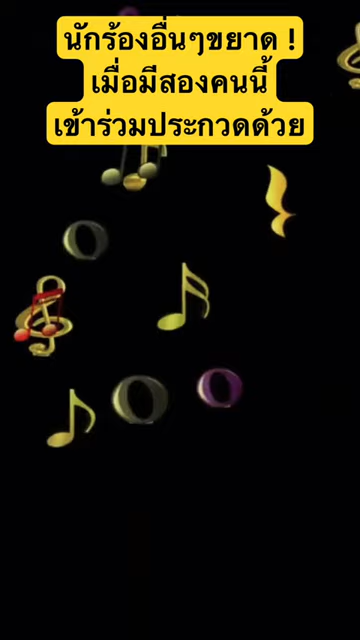 นักร้องอื่นๆขยาด !
เมื่อมีสองคนนี้
เข้าร่วมประกวดด้วย